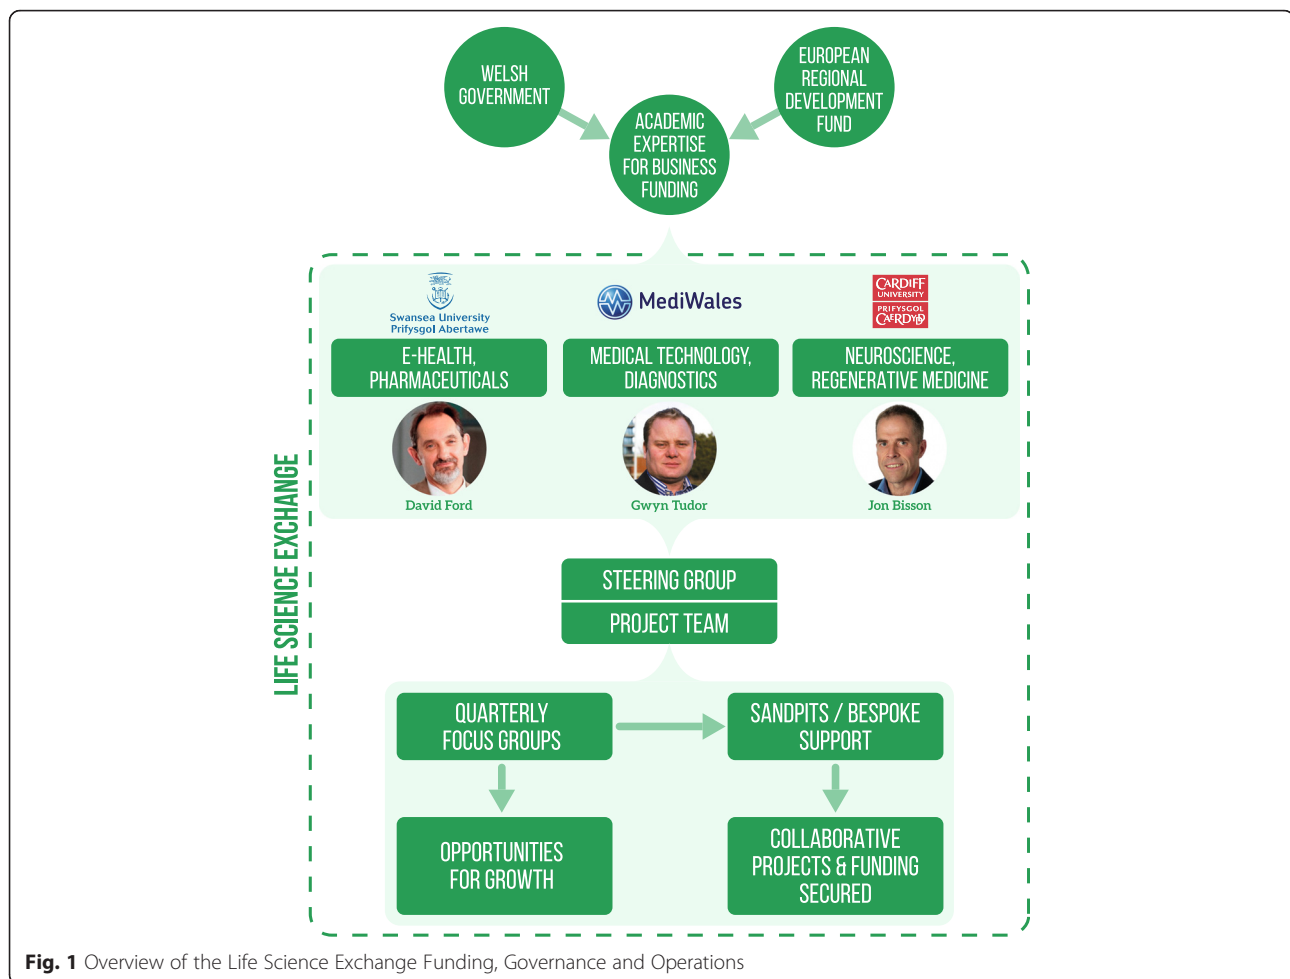 WELSH
GOVERNMENT
EUROPEAN
REGIONAL
DEVELOPMENT
FUND
ACADEMIC
EXPERTISE
FOR BUSINESS
FUNDING
LIFE SCIENCE EXCHANGE
Swansea University
Prifysgol Abertawe
MediWales
CARDIFF
UNIVERSITY
PRIFYSGOL
CAERDYDD
E-HEALTH,
PHARMACEUTICALS
MEDICAL TECHNOLOGY,
DIAGNOSTICS
NEUROSCIENCE,
REGENERATIVE MEDICINE
David Ford
Gwyn Tudor
Jon Bisson
STEERING GROUP
PROJECT TEAM
QUARTERLY
FOCUS GROUPS
SANDPITS / BESPOKE
SUPPORT
OPPORTUNITIES
FOR GROWTH
COLLABORATIVE
PROJECTS & FUNDING
SECURED
Fig. 1 Overview of the Life Science Exchange Funding, Governance and Operations